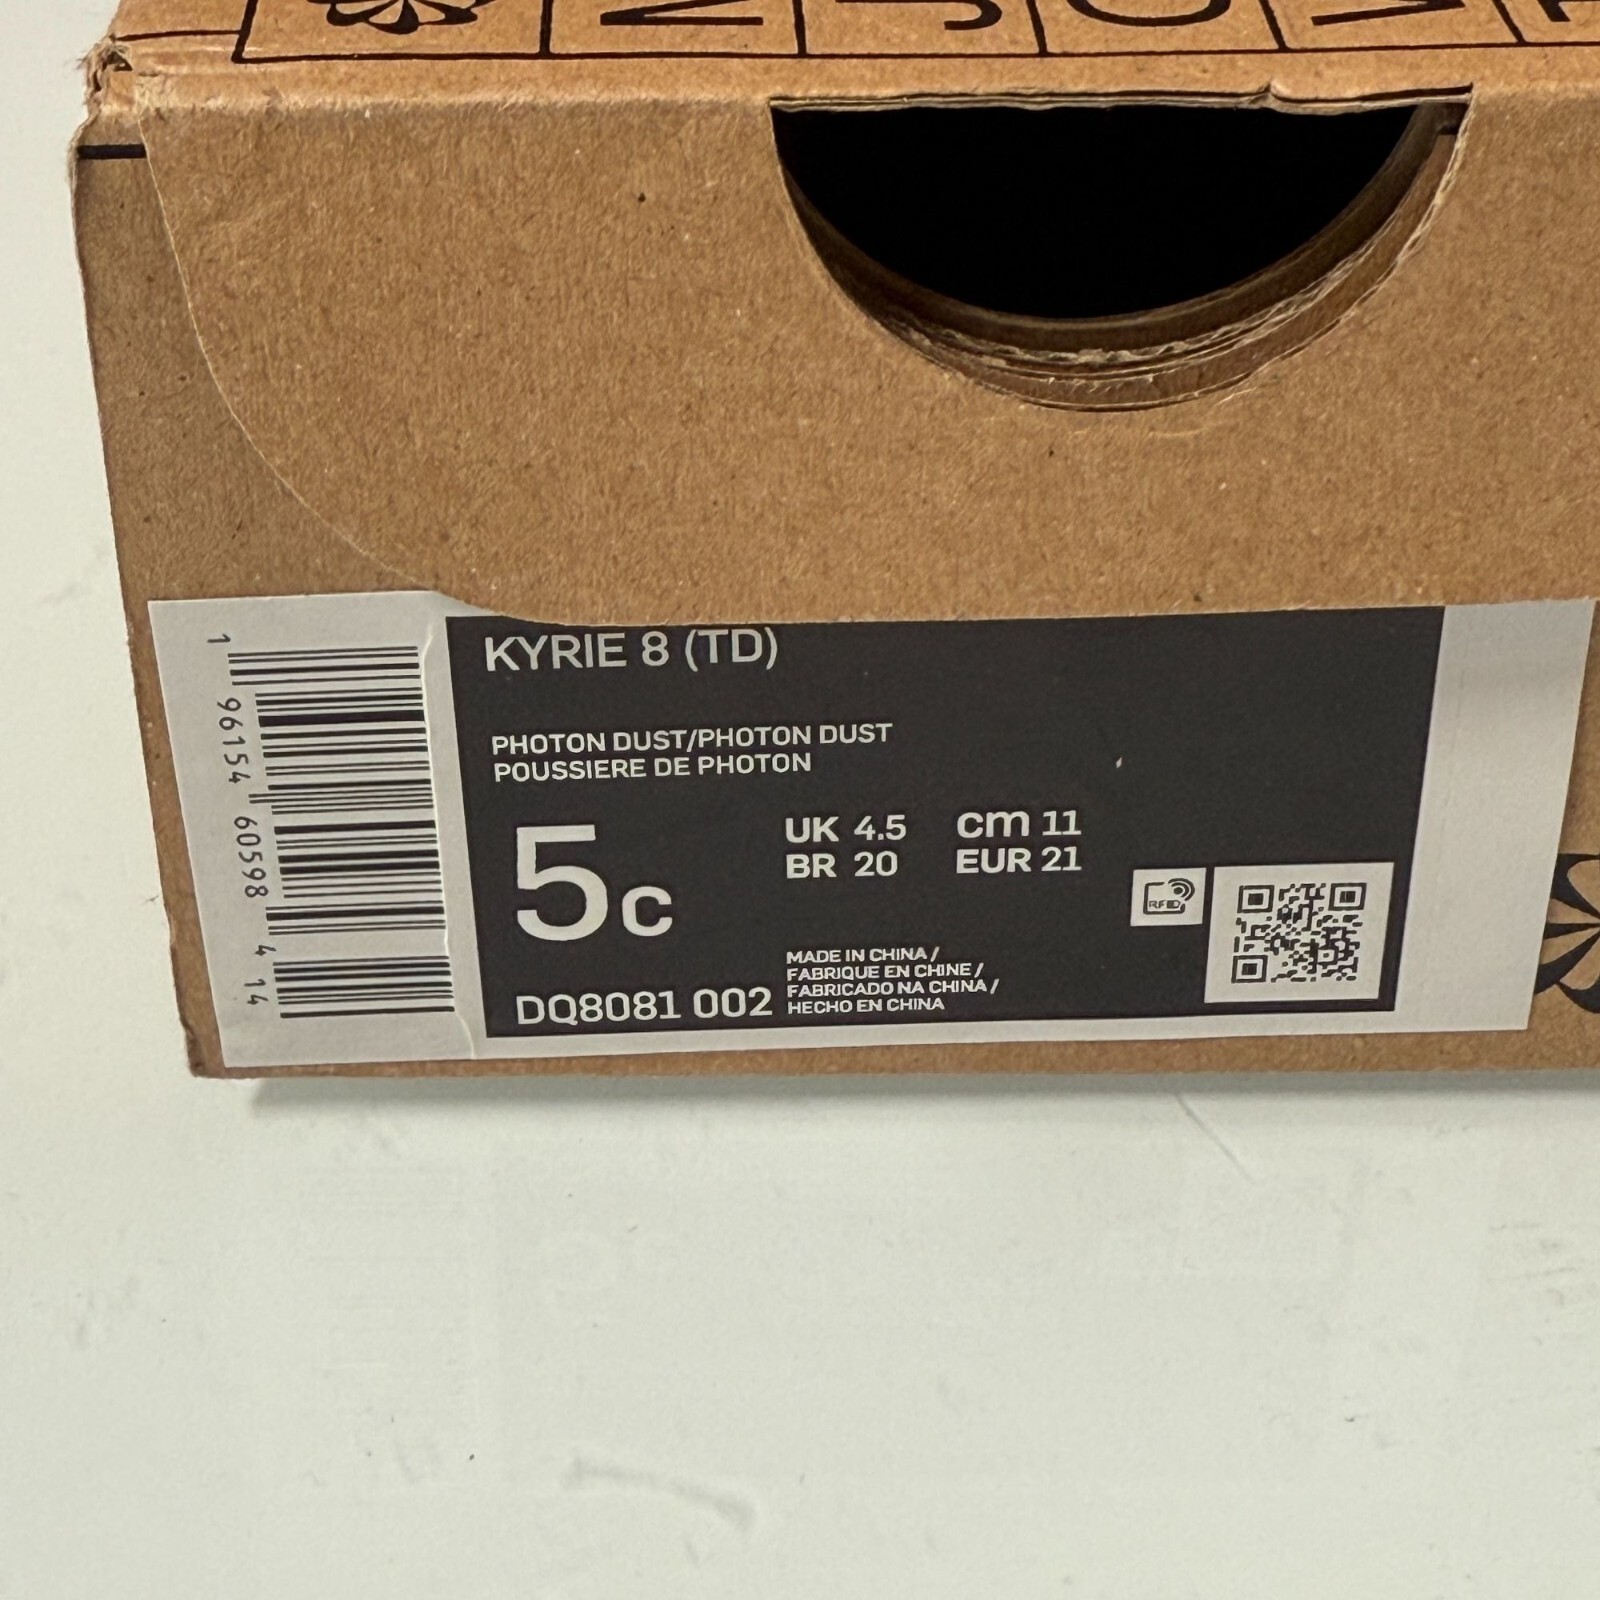 KYRIE 8 (TD)
PHOTON DUST/PHOTON DUST
POUSSIERE DE PHOTON
5c
UK 4.5 cm 11
BR 20 EUR 21
MADE IN CHINA /
FABRIQUE EN CHINE /
FABRICADO NA CHINA /
HECHO EN CHINA
DQ8081 002
RFID
1 96154 60598 4 14